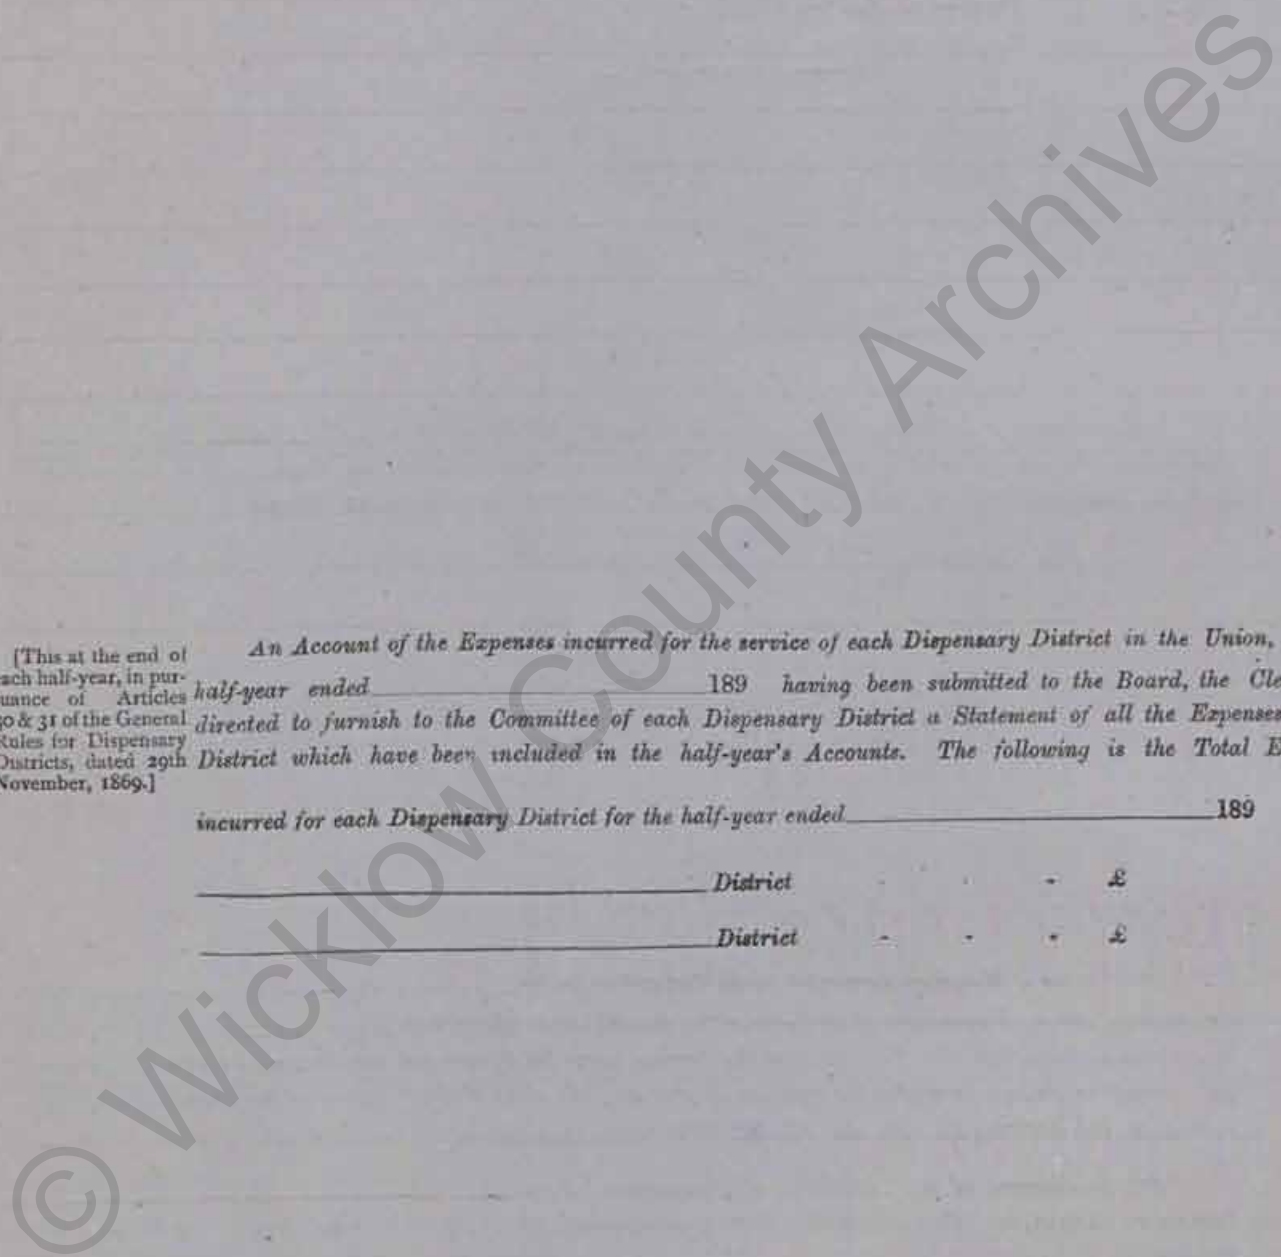 [This at the end of
ach half-year, in pur-
uance of Articles
30 & 31 of the General
Rules for Dispensary
Districts, dated 29th
November, 1869.]
An Account of the Expenses incurred for the service of each Dispensary District in the Union,
half-year ended 189 having been submitted to the Board, the Cle
directed to furnish to the Committee of each Dispensary District a Statement of all the Expenses
District which have been included in the half-year's Accounts. The following is the Total E
incurred for each Dispensary District for the half-year ended 189
District - - - £
District - - - £
© Wicklow County Archives